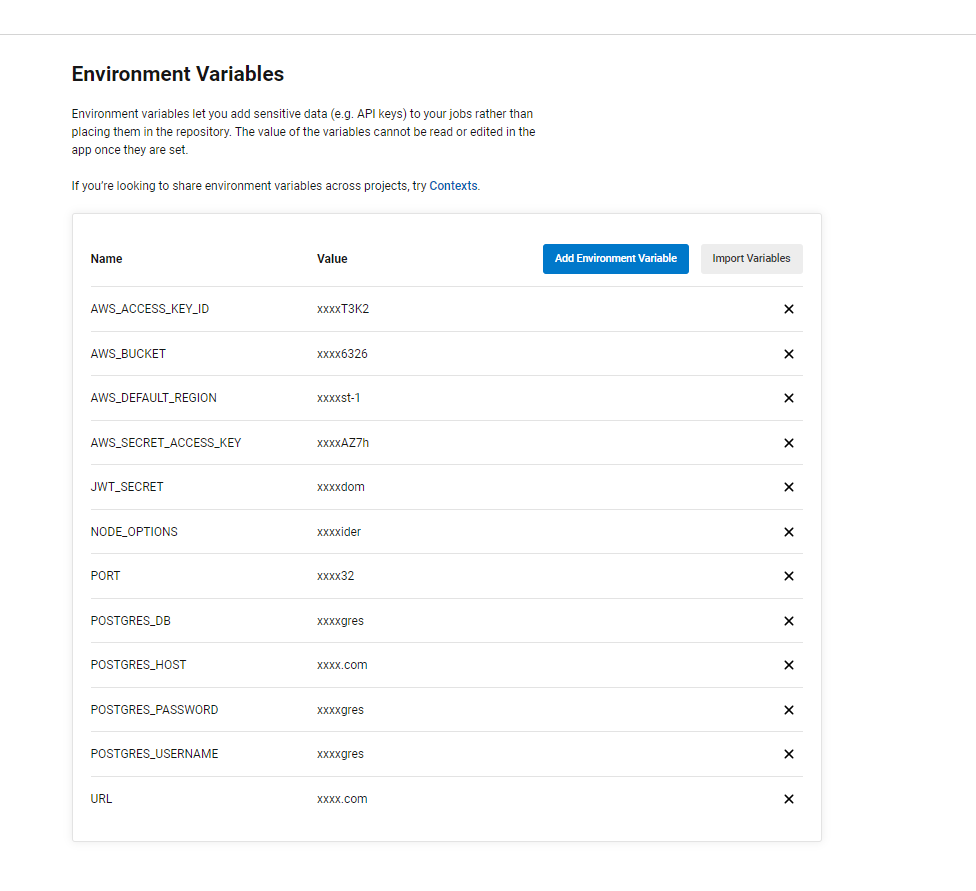 Environment Variables
Environment variables let you add sensitive data (e.g. API keys) to your jobs rather than
placing them in the repository. The value of the variables cannot be read or edited in the
app once they are set.
If you're looking to share environment variables across projects, try Contexts.
Name Value Add Environment Variable Import Variables
AWS_ACCESS_KEY_ID xxxxT3K2
AWS_BUCKET xxxx6326
AWS_DEFAULT_REGION xxxxst-1
AWS_SECRET_ACCESS_KEY xxxxAZ7h
JWT_SECRET xxxxdom
NODE_OPTIONS xxxxider
PORT xxxx32
POSTGRES_DB xxxxgres
POSTGRES_HOST xxxx.com
POSTGRES_PASSWORD xxxxgres
POSTGRES_USERNAME xxxxgres
URL xxxx.com